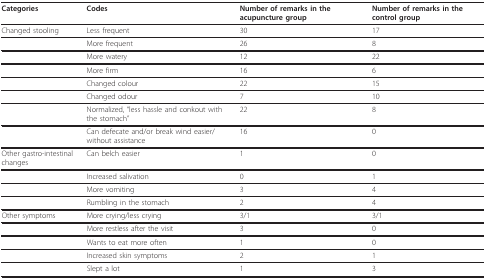 Categories Codes Number of remarks in the acupuncture group Number of remarks in the control group
Changed stooling Less frequent 30 17
More frequent 26 8
More watery 12 22
More firm 16 6
Changed colour 22 15
Changed odour 7 10
Normalized, "less hassle and conkout with the stomach" 22 8
Can defecate and/or break wind easier/ without assistance 16 0
Other gastro-intestinal changes Can belch easier 1 0
Increased salivation 0 1
More vomiting 3 4
Rumbling in the stomach 2 4
Other symptoms More crying/less crying 3/1 3/1
More restless after the visit 3 0
Wants to eat more often 1 0
Increased skin symptoms 2 1
Slept a lot 1 3